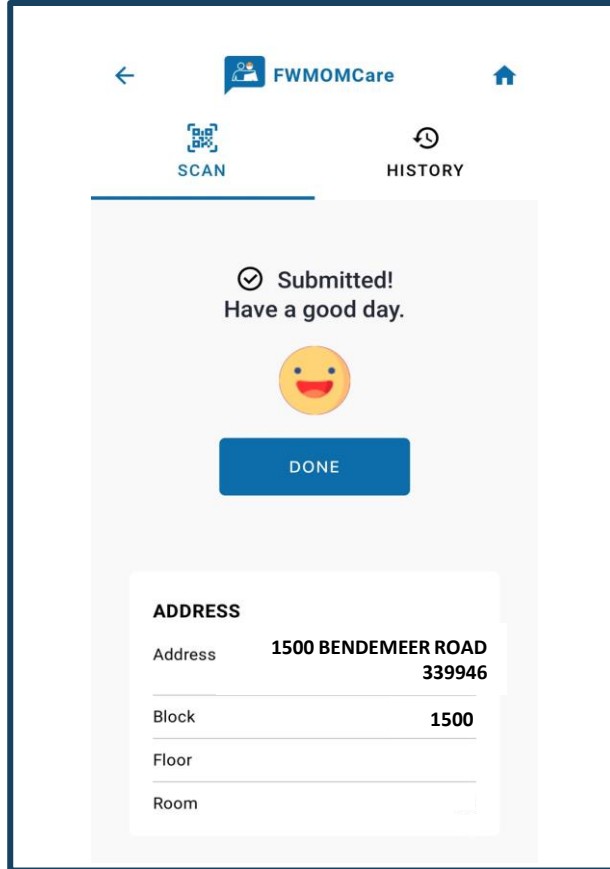 FWMOMCare
SCAN
HISTORY
Submitted!
Have a good day.
DONE
ADDRESS
Address 1500 BENDEMEER ROAD
339946
Block 1500
Floor
Room